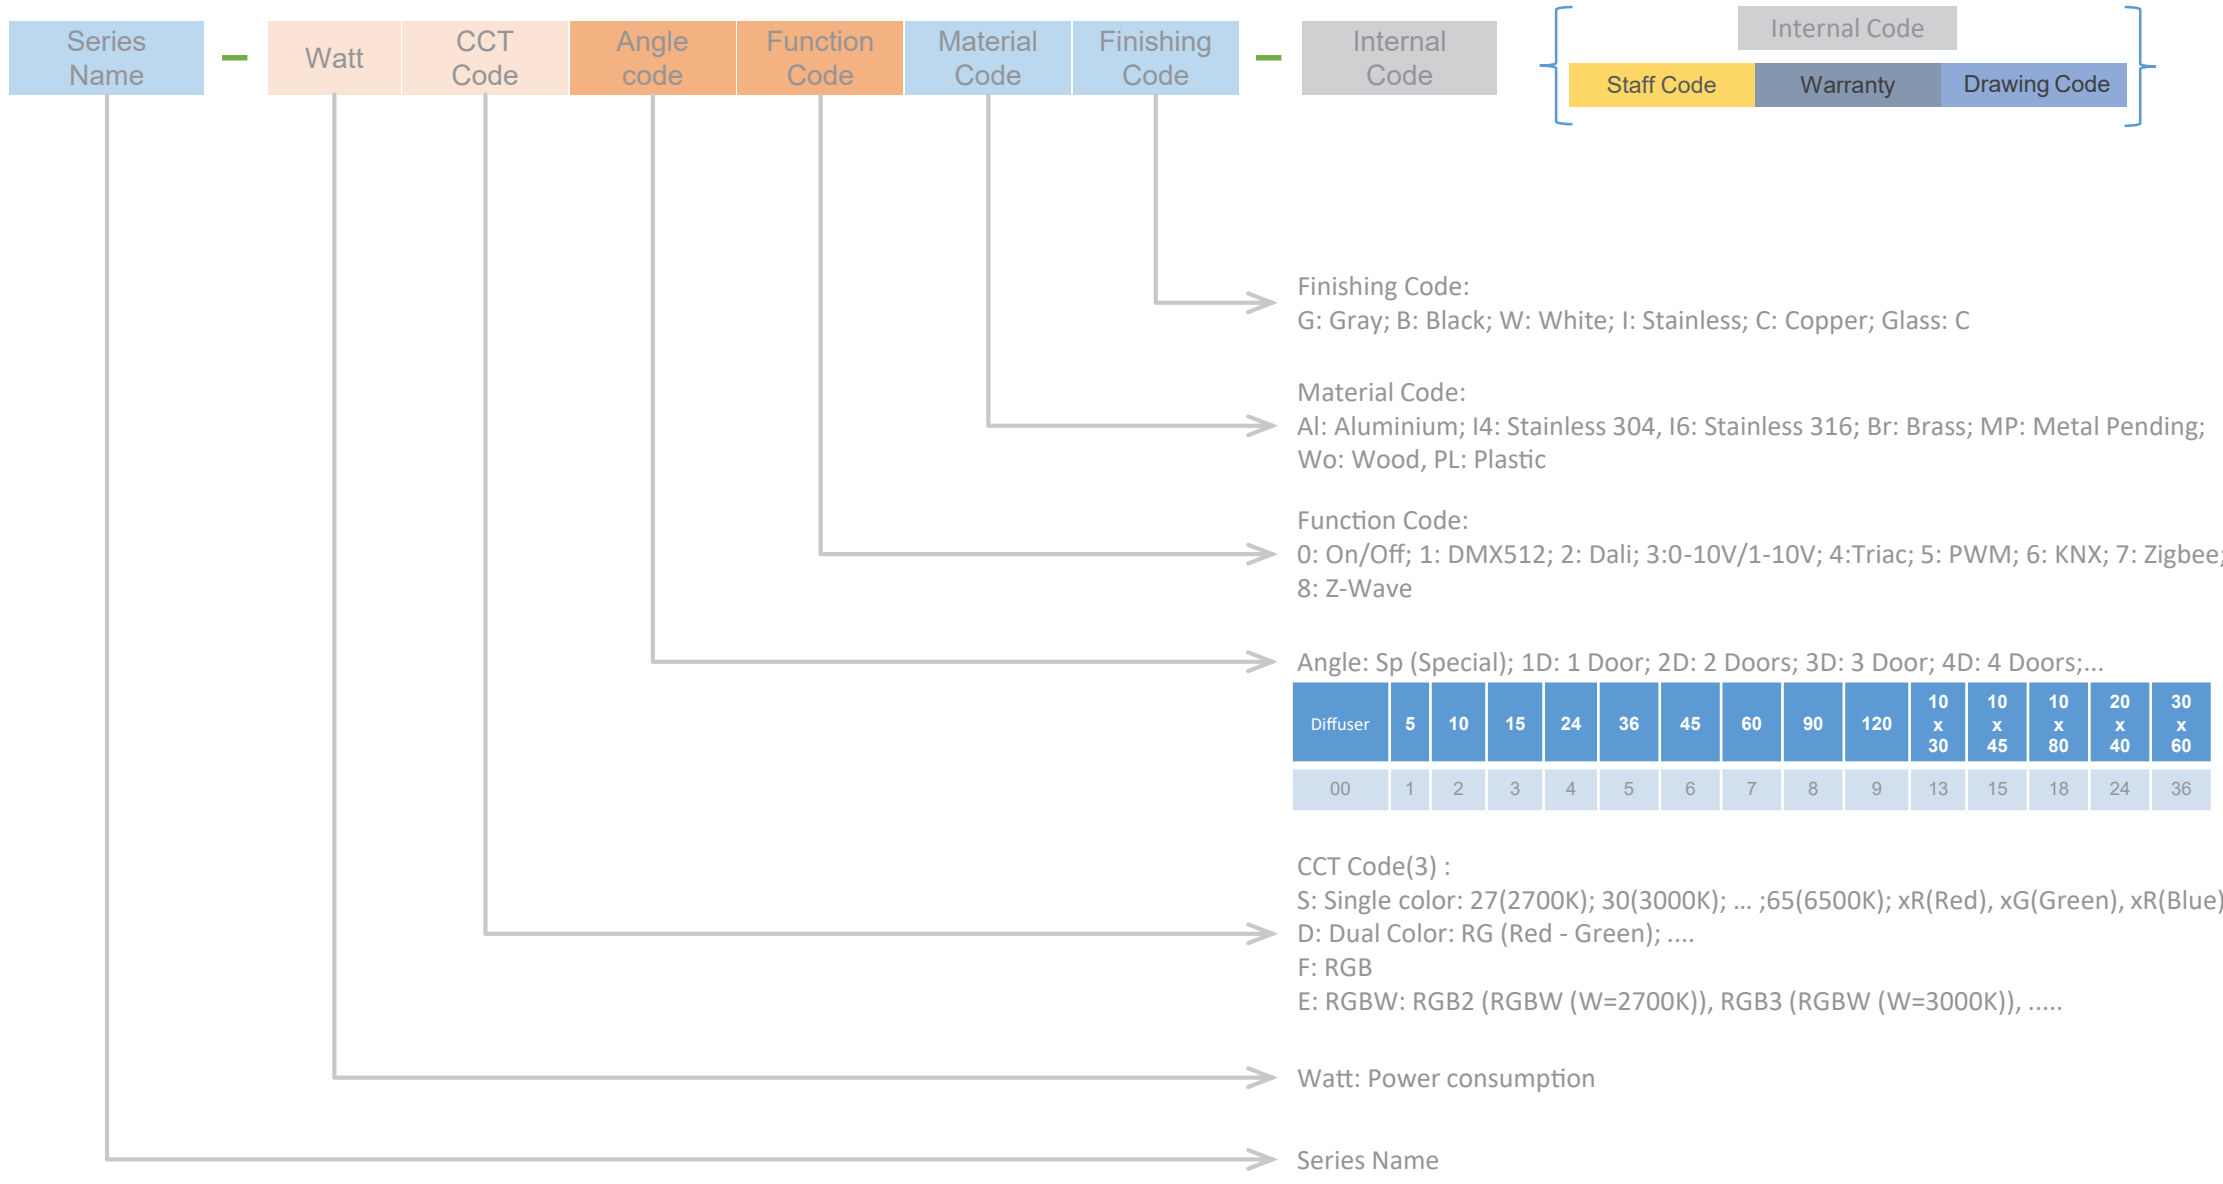 Series Name
–
Watt
CCT Code
Angle code
Function Code
Material Code
Finishing Code
–
Internal Code
Internal Code
Staff Code
Warranty
Drawing Code
Finishing Code:
G: Gray; B: Black; W: White; I: Stainless; C: Copper; Glass: C
Material Code:
Al: Aluminium; I4: Stainless 304, I6: Stainless 316; Br: Brass; MP: Metal Pending;
Wo: Wood, PL: Plastic
Function Code:
0: On/Off; 1: DMX512; 2: Dali; 3:0-10V/1-10V; 4:Triac; 5: PWM; 6: KNX; 7: Zigbee;
8: Z-Wave
Angle: Sp (Special); 1D: 1 Door; 2D: 2 Doors; 3D: 3 Door; 4D: 4 Doors;...
Diffuser 5 10 15 24 36 45 60 90 120 10 x 30 10 x 45 10 x 80 20 x 40 30 x 60
00 1 2 3 4 5 6 7 8 9 13 15 18 24 36
CCT Code(3) :
S: Single color: 27(2700K); 30(3000K); ... ;65(6500K); xR(Red), xG(Green), xR(Blue)
D: Dual Color: RG (Red - Green); ....
F: RGB
E: RGBW: RGB2 (RGBW (W=2700K)), RGB3 (RGBW (W=3000K)), .....
Watt: Power consumption
Series Name